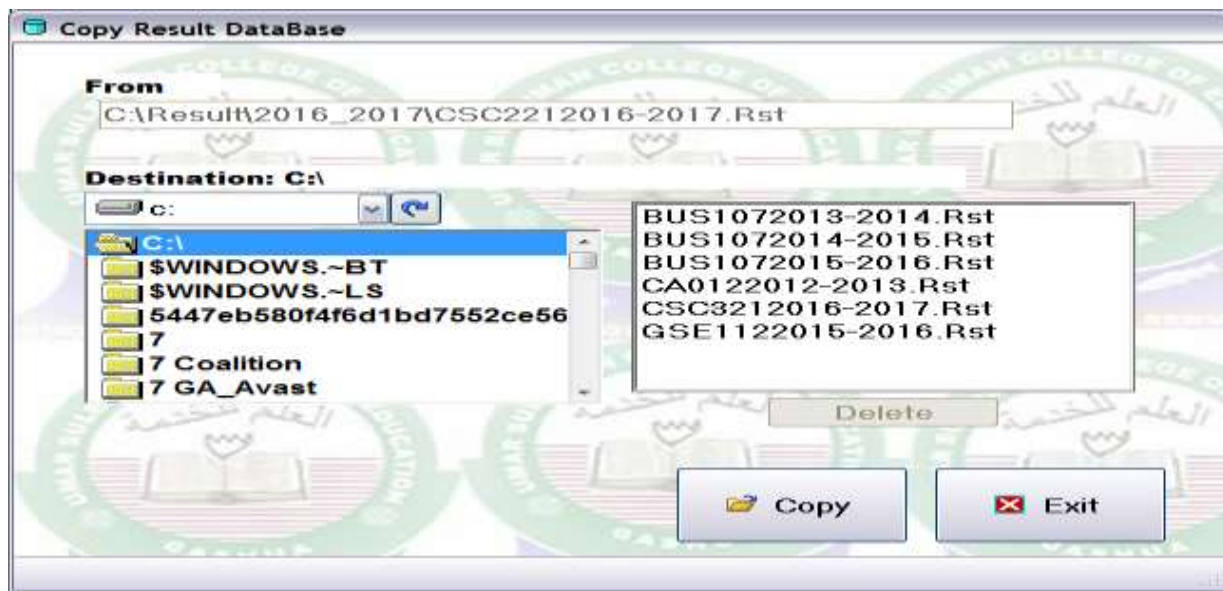 Copy Result DataBase
From
C:\Result\2016_2017\CSC2212016-2017.Rst
Destination: C:\
c:
C:\
$WINDOWS.~BT
$WINDOWS.~LS
5447eb580f4f6d1bd7552ce56
7
7 Coalition
7 GA_Avast
BUS1072013-2014.Rst
BUS1072014-2015.Rst
BUS1072015-2016.Rst
CA0122012-2013.Rst
CSC3212016-2017.Rst
GSE1122015-2016.Rst
Delete
Copy
Exit